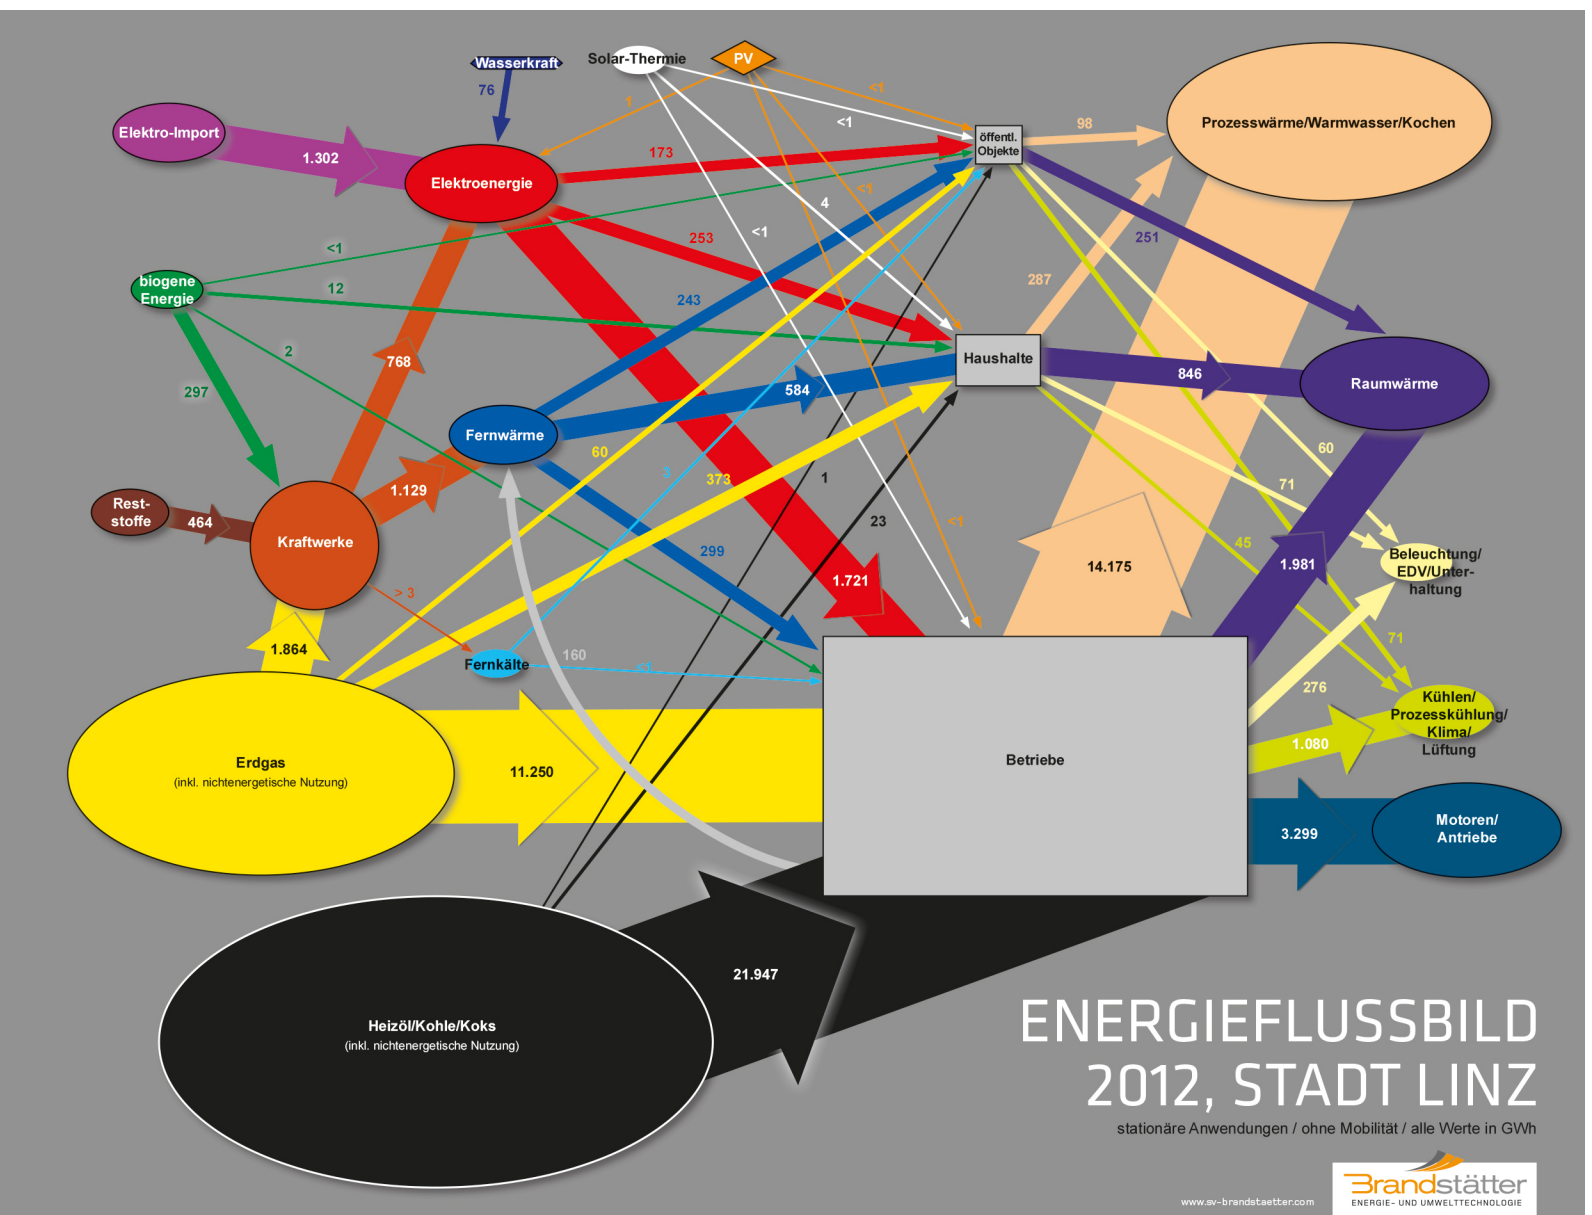 Wasserkraft
Solar-Thermie
PV
76
1
<1
<1
Elektro-Import
1.302
Elektroenergie
173
öffentl.
Objekte
98
Prozesswärme/Warmwasser/Kochen
<1
4
<1
253
251
<1
biogene
Energie
12
243
287
2
297
768
584
Haushalte
846
Raumwärme
Fernwärme
60
373
3
1
60
71
Rest-
stoffe
464
1.129
23
<1
Kraftwerke
299
1.721
14.175
45
1.981
Beleuchtung/
EDV/Unter-
haltung
> 3
1.864
Fernkälte
160
<1
71
276
Kühlen/
Prozesskühlung/
Klima/
Lüftung
1.080
Erdgas
(inkl. nichtenergetische Nutzung)
11.250
Betriebe
3.299
Motoren/
Antriebe
21.947
Heizöl/Kohle/Koks
(inkl. nichtenergetische Nutzung)
ENERGIEFLUSSBILD
2012, STADT LINZ
stationäre Anwendungen / ohne Mobilität / alle Werte in GWh
www.sv-brandstaetter.com
Brandstätter
ENERGIE- UND UMWELTTECHNOLOGIE